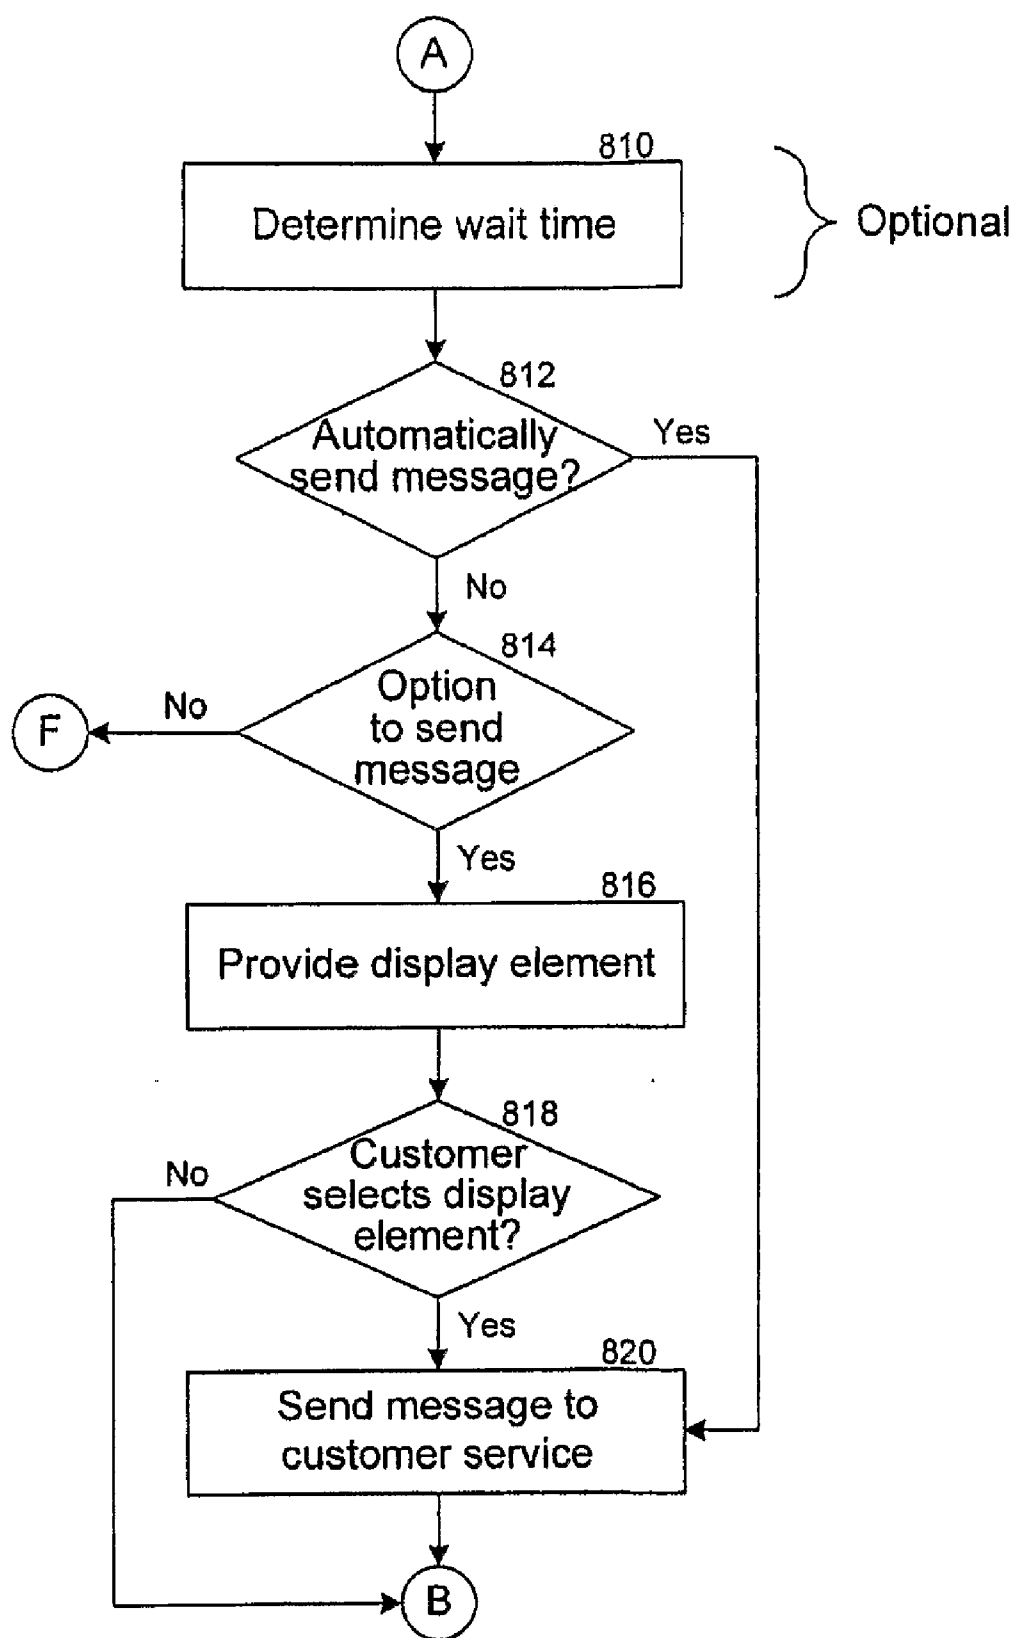 A
810
Determine wait time
Optional
812
Automatically
send message?
Yes
No
814
Option
to send
message
No
F
Yes
816
Provide display element
818
Customer
selects display
element?
No
Yes
820
Send message to
customer service
B